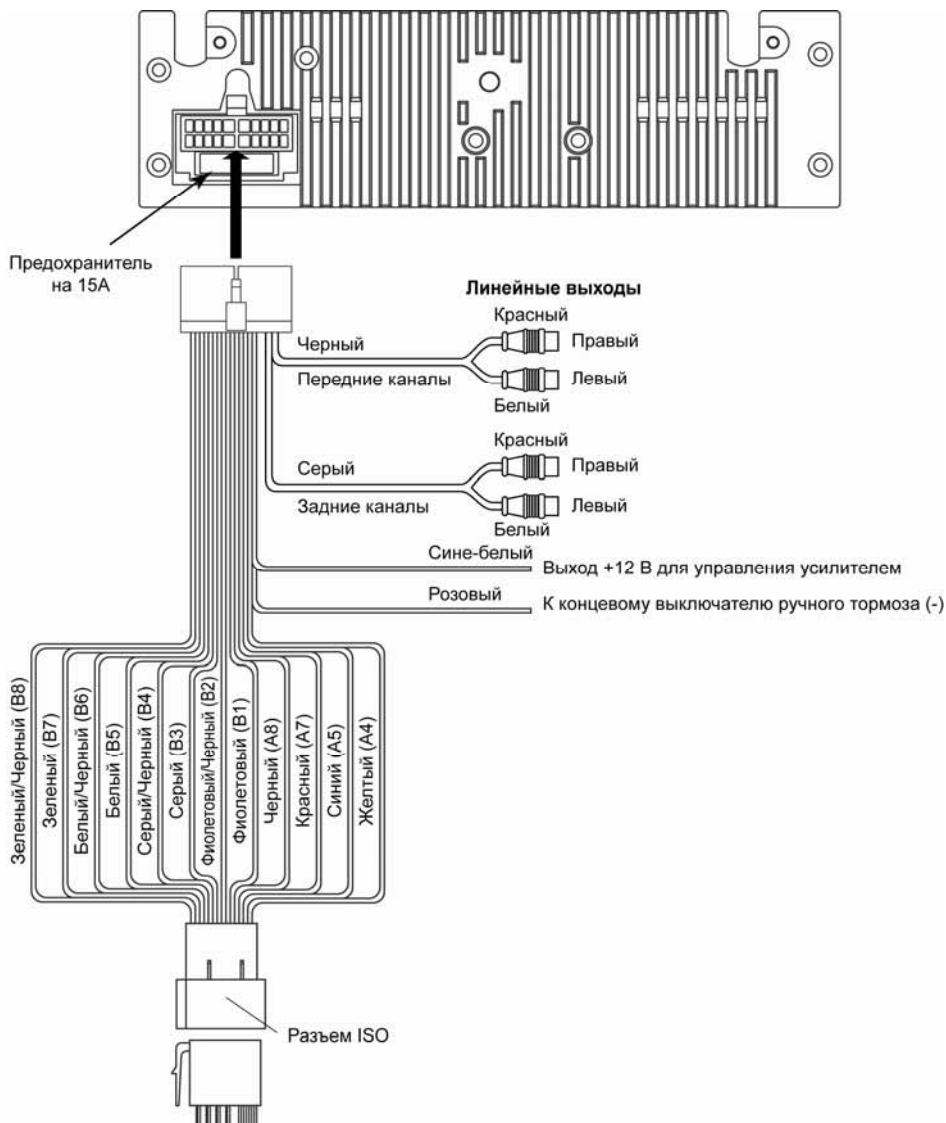 Предохранитель
на 15А
Линейные выходы
Красный
Черный
Правый
Передние каналы
Левый
Белый
Красный
Серый
Правый
Задние каналы
Левый
Белый
Сине-белый
Выход +12 В для управления усилителем
Розовый
К концевому выключателю ручного тормоза (-)
Зеленый/Черный (B8)
Зеленый (B7)
Белый/Черный (B6)
Белый (B5)
Серый/Черный (B4)
Серый (B3)
Фиолетовый/Черный (B2)
Фиолетовый (B1)
Черный (A8)
Красный (A7)
Синий (A5)
Желтый (A4)
Разъем ISO